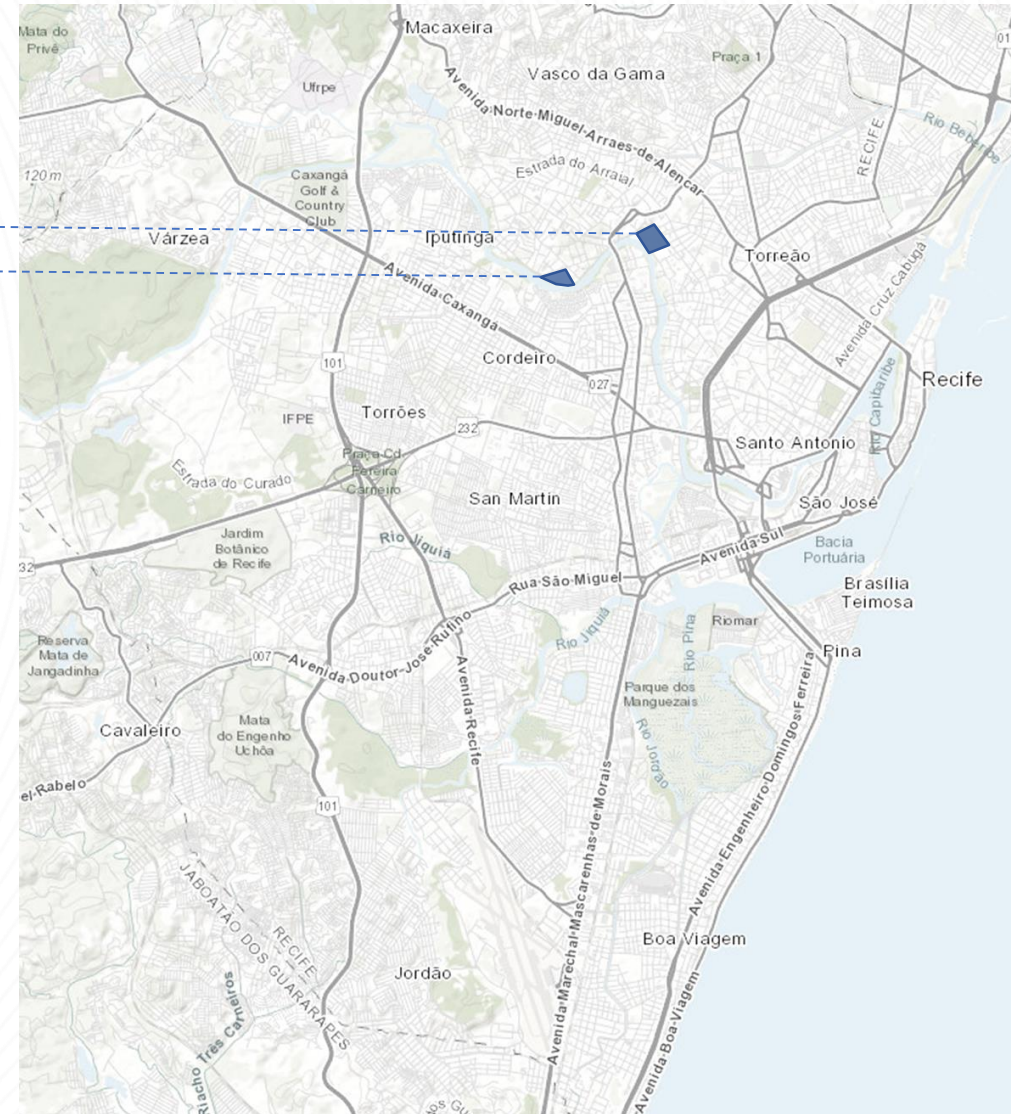 Mata do
Privê
Macaxeira
Praça 1
01
Vasco da Gama
Ufrpe
Avenida Norte Miguel Arraes de Alencar
RECIFE
Rio Beberibe
Estrada do Arraial
120 m
Caxangá
Golf &
Country
Club
Várzea
Iputinga
Torreão
Avenida Caxanga
Avenida Cruz Cabugá
Cordeiro
101
027
Recife
Rio Capibaribe
IFPE
Torrões
232
Santo Antonio
Praça Cd.
Pereira
Carneiro
Estrada do Curado
San Martin
São José
Jardim
Botânico
de Recife
Rio Jiquiá
Avenida Sul
Bacia
Portuária
32
Rua São Miguel
Brasília
Teimosa
Rio Jiquiá
Rio Pina
Riomar
Reserva
Mata de
Jangadinha
007
Avenida Doutor José Rufino
Pina
Avenida Recife
Parque dos
Manguezais
Mata
do Engenho
Uchôa
Cavaleiro
Rio Jordão
Avenida Engenheiro Domingos Ferreira
el Rabelo
101
Avenida Marechal Mascarenhas de Morais
JABOATÃO DOS GUARARAPES
RECIFE
Boa Viagem
Jordão
Riacho Três Carneiros
Avenida Boa Viagem